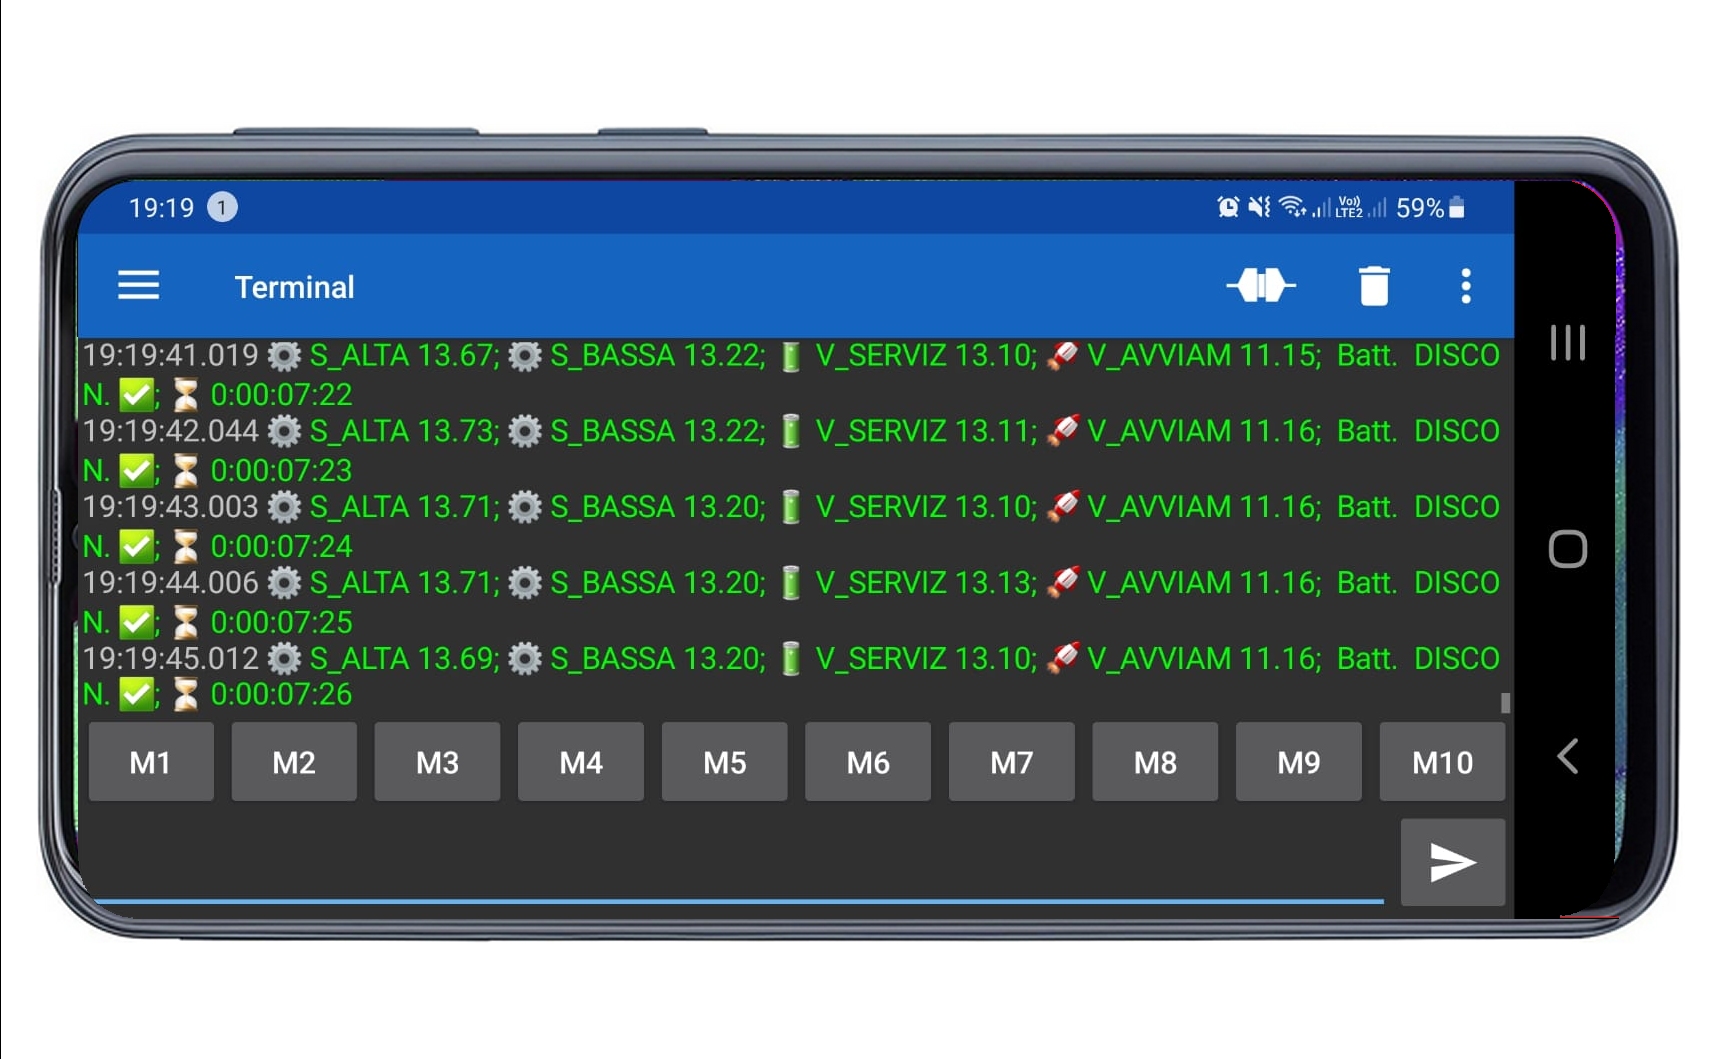 19:19 1 Vo)) LTE2 59%
Terminal
19:19:41.019 ⚙️ S_ALTA 13.67; ⚙️ S_BASSA 13.22; 🔋 V_SERVIZ 13.10; 🚀 V_AVVIAM 11.15; Batt. DISCO
N. ✅; ⏳ 0:00:07:22
19:19:42.044 ⚙️ S_ALTA 13.73; ⚙️ S_BASSA 13.22; 🔋 V_SERVIZ 13.11; 🚀 V_AVVIAM 11.16; Batt. DISCO
N. ✅; ⏳ 0:00:07:23
19:19:43.003 ⚙️ S_ALTA 13.71; ⚙️ S_BASSA 13.20; 🔋 V_SERVIZ 13.10; 🚀 V_AVVIAM 11.16; Batt. DISCO
N. ✅; ⏳ 0:00:07:24
19:19:44.006 ⚙️ S_ALTA 13.71; ⚙️ S_BASSA 13.20; 🔋 V_SERVIZ 13.13; 🚀 V_AVVIAM 11.16; Batt. DISCO
N. ✅; ⏳ 0:00:07:25
19:19:45.012 ⚙️ S_ALTA 13.69; ⚙️ S_BASSA 13.20; 🔋 V_SERVIZ 13.10; 🚀 V_AVVIAM 11.16; Batt. DISCO
N. ✅; ⏳ 0:00:07:26
M1 M2 M3 M4 M5 M6 M7 M8 M9 M10